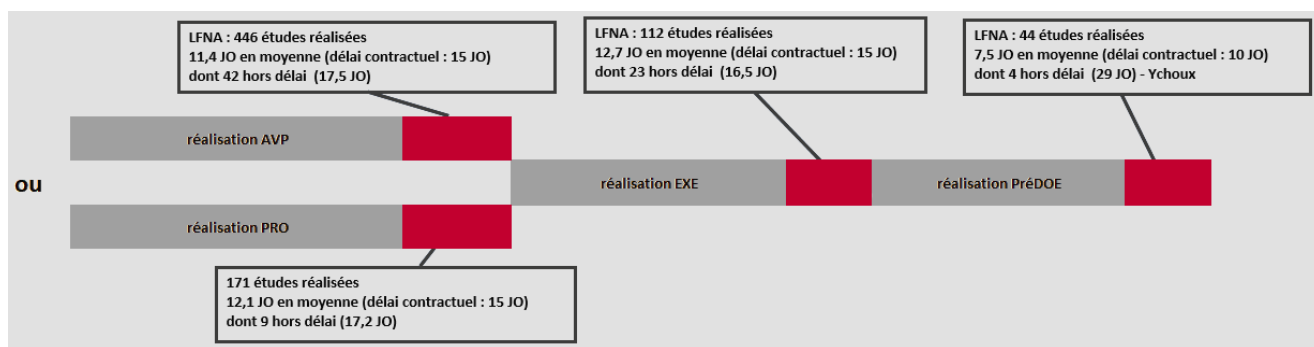 LFNA : 446 études réalisées
11,4 JO en moyenne (délai contractuel : 15 JO)
dont 42 hors délai (17,5 JO)
LFNA : 112 études réalisées
12,7 JO en moyenne (délai contractuel : 15 JO)
dont 23 hors délai (16,5 JO)
LFNA : 44 études réalisées
7,5 JO en moyenne (délai contractuel : 10 JO)
dont 4 hors délai (29 JO) - Ychoux
réalisation AVP
ou
réalisation EXE
réalisation PréDOE
réalisation PRO
171 études réalisées
12,1 JO en moyenne (délai contractuel : 15 JO)
dont 9 hors délai (17,2 JO)